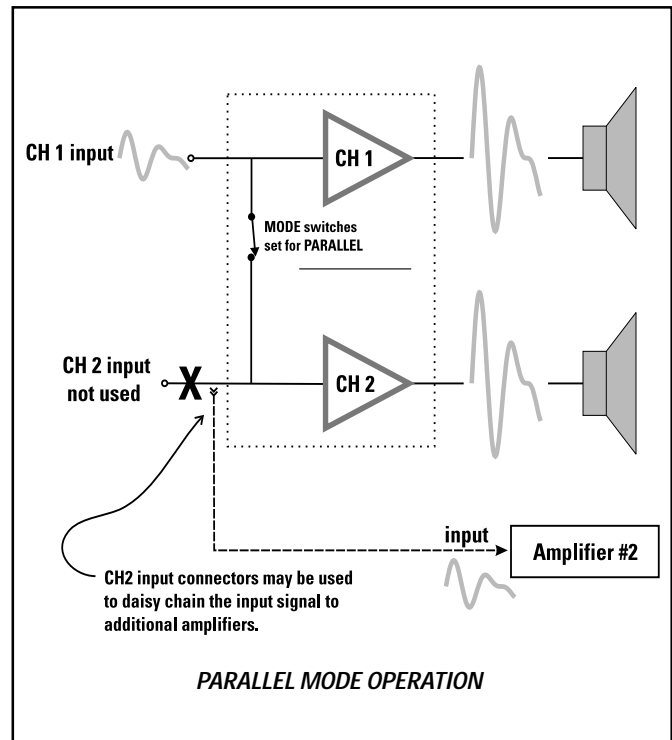 CH 1 input
CH 1
MODE switches
set for PARALLEL
CH 2 input
not used
X
CH 2
input
Amplifier #2
CH2 input connectors may be used
to daisy chain the input signal to
additional amplifiers.
PARALLEL MODE OPERATION